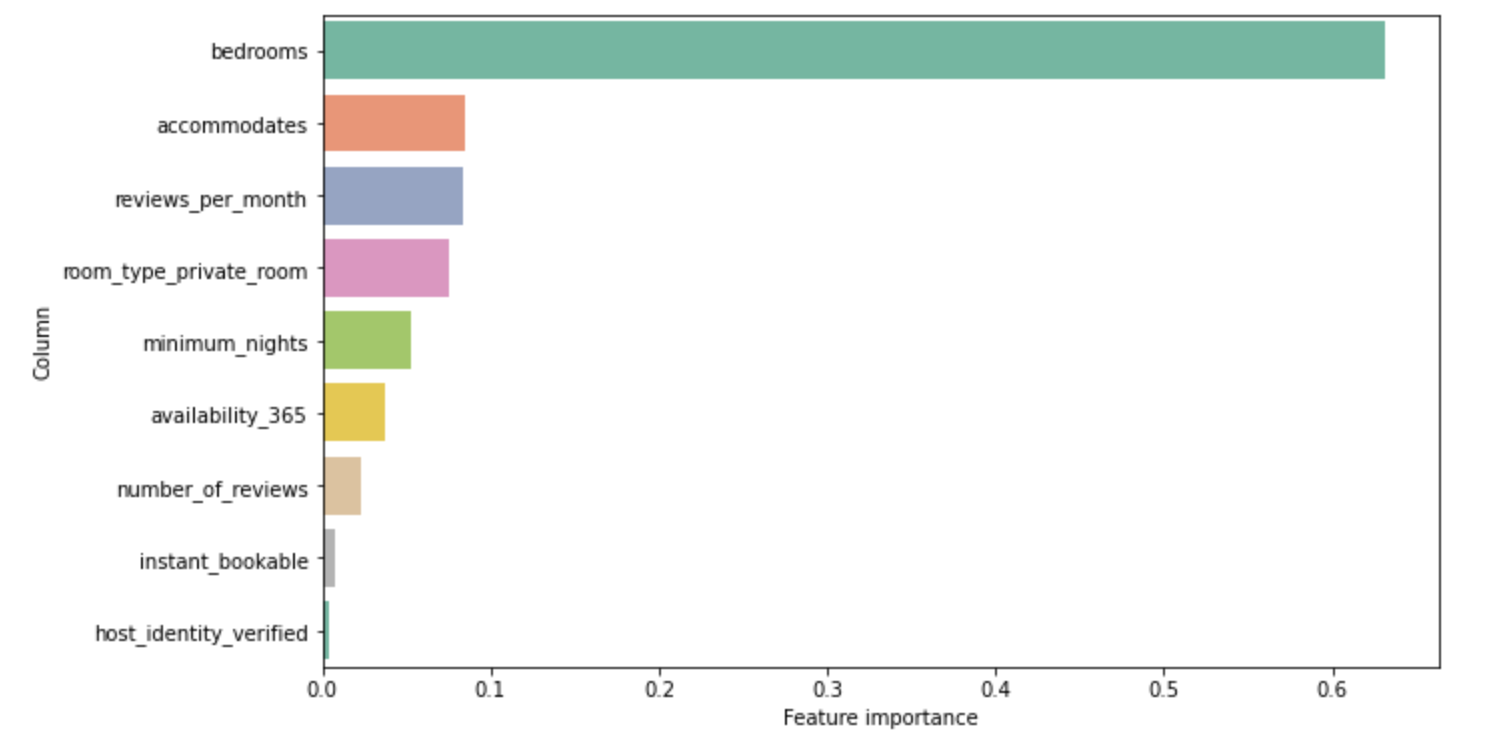 bedrooms
accommodates
reviews_per_month
room_type_private_room
minimum_nights
availability_365
number_of_reviews
instant_bookable
host_identity_verified
Column
0.0 0.1 0.2 0.3 0.4 0.5 0.6
Feature importance